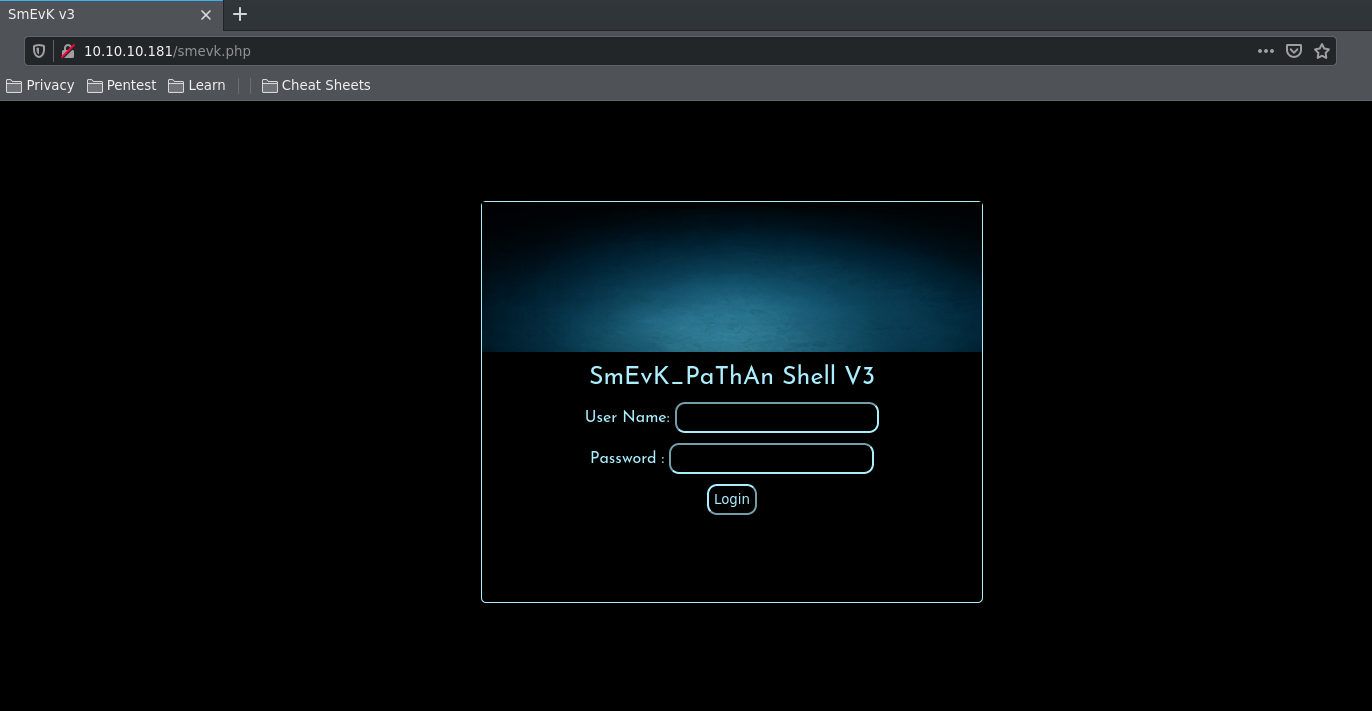 SmEvK v3
10.10.10.181/smevk.php
Privacy Pentest Learn Cheat Sheets
SmEvK_PaThAn Shell V3
User Name:
Password :
Login